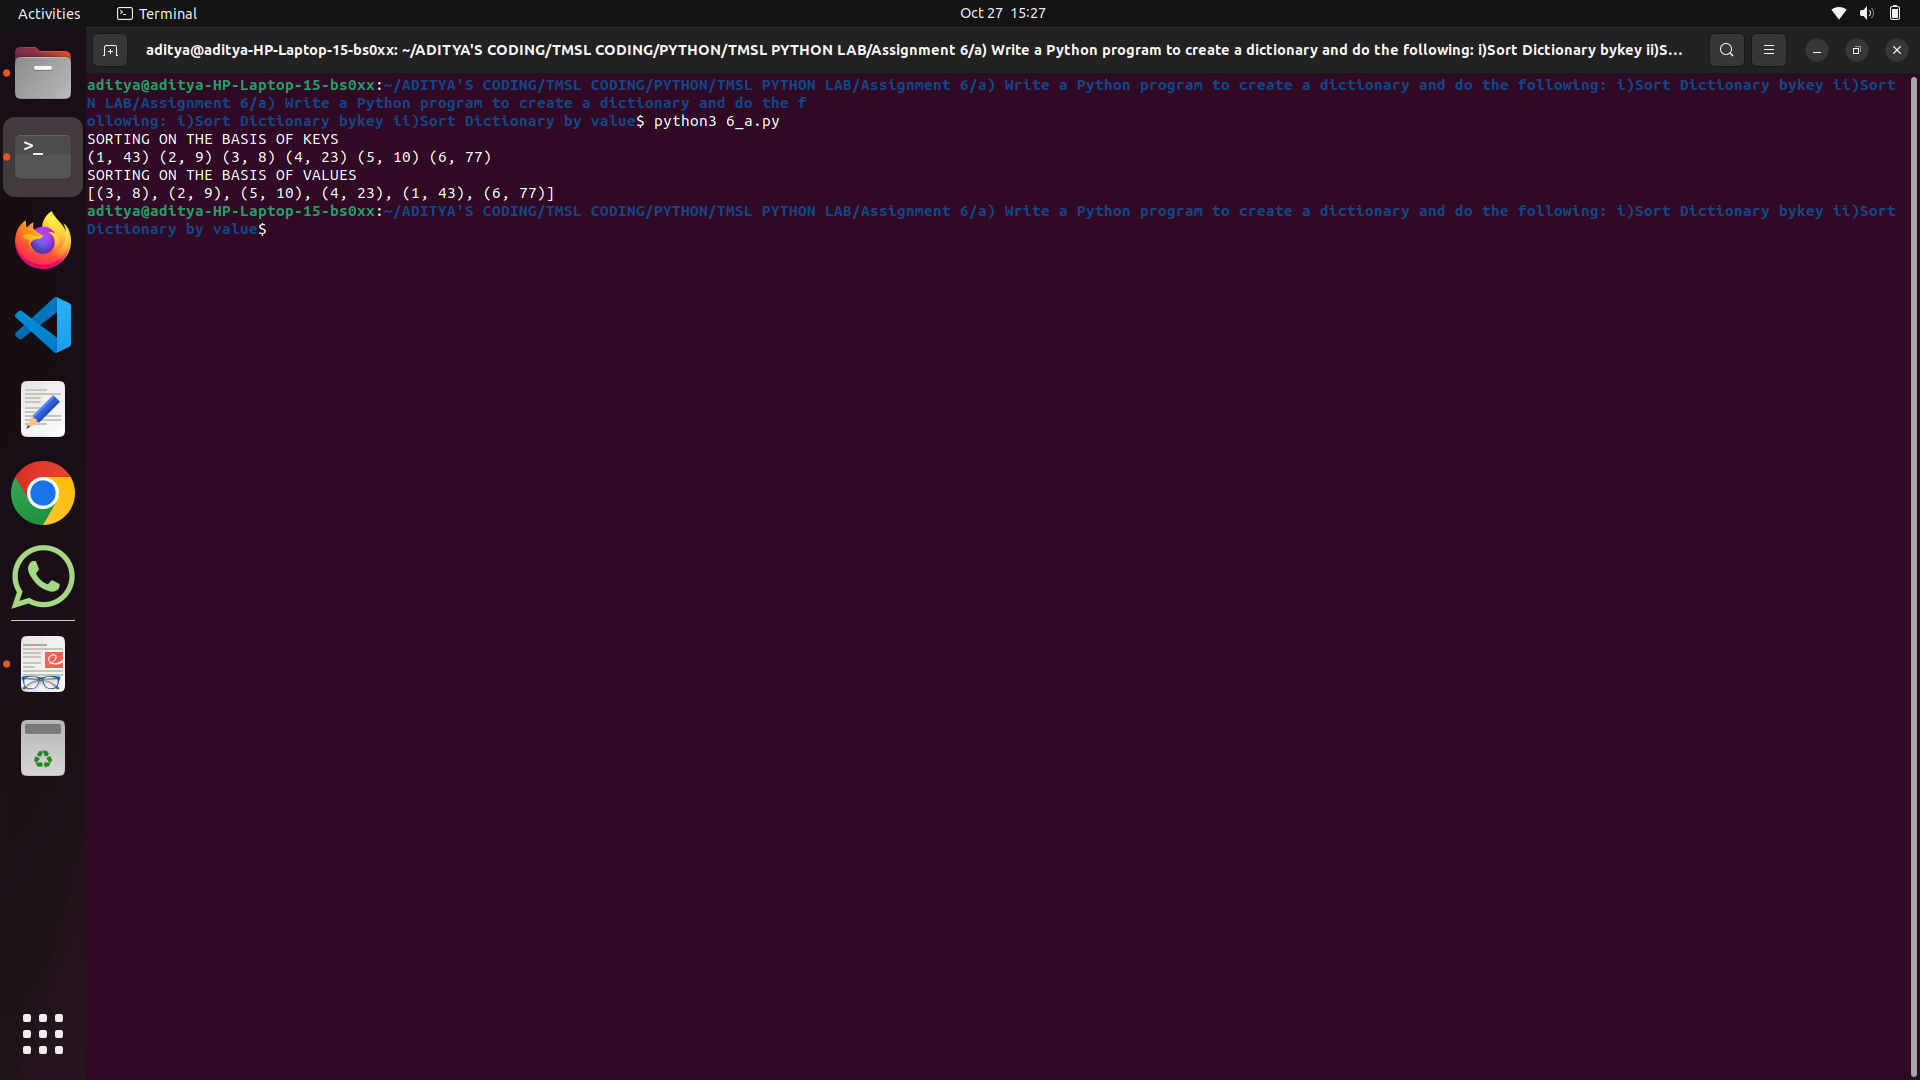 Activities
Terminal
Oct 27 15:27
aditya@aditya-HP-Laptop-15-bs0xx: ~/ADITYA'S CODING/TMSL CODING/PYTHON/TMSL PYTHON LAB/Assignment 6/a) Write a Python program to create a dictionary and do the following: i)Sort Dictionary bykey ii)S...
aditya@aditya-HP-Laptop-15-bs0xx:~/ADITYA'S CODING/TMSL CODING/PYTHON/TMSL PYTHON LAB/Assignment 6/a) Write a Python program to create a dictionary and do the following: i)Sort Dictionary bykey ii)Sort
N LAB/Assignment 6/a) Write a Python program to create a dictionary and do the f
ollowing: i)Sort Dictionary bykey ii)Sort Dictionary by value$ python3 6_a.py
SORTING ON THE BASIS OF KEYS
(1, 43) (2, 9) (3, 8) (4, 23) (5, 10) (6, 77)
SORTING ON THE BASIS OF VALUES
[(3, 8), (2, 9), (5, 10), (4, 23), (1, 43), (6, 77)]
aditya@aditya-HP-Laptop-15-bs0xx:~/ADITYA'S CODING/TMSL CODING/PYTHON/TMSL PYTHON LAB/Assignment 6/a) Write a Python program to create a dictionary and do the following: i)Sort Dictionary bykey ii)Sort
Dictionary by value$